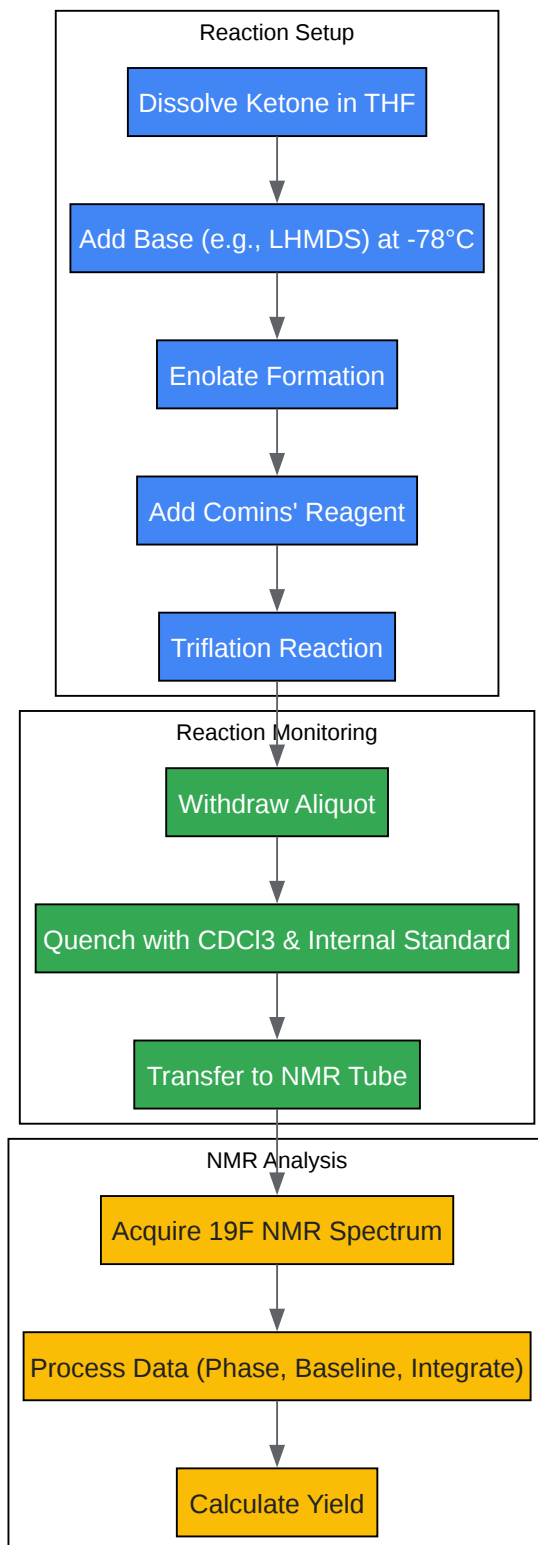 Reaction Setup
Dissolve Ketone in THF
Add Base (e.g., LHMDS) at -78°C
Enolate Formation
Add Comins' Reagent
Triflation Reaction
Reaction Monitoring
Withdraw Aliquot
Quench with CDCl3 & Internal Standard
Transfer to NMR Tube
NMR Analysis
Acquire 19F NMR Spectrum
Process Data (Phase, Baseline, Integrate)
Calculate Yield